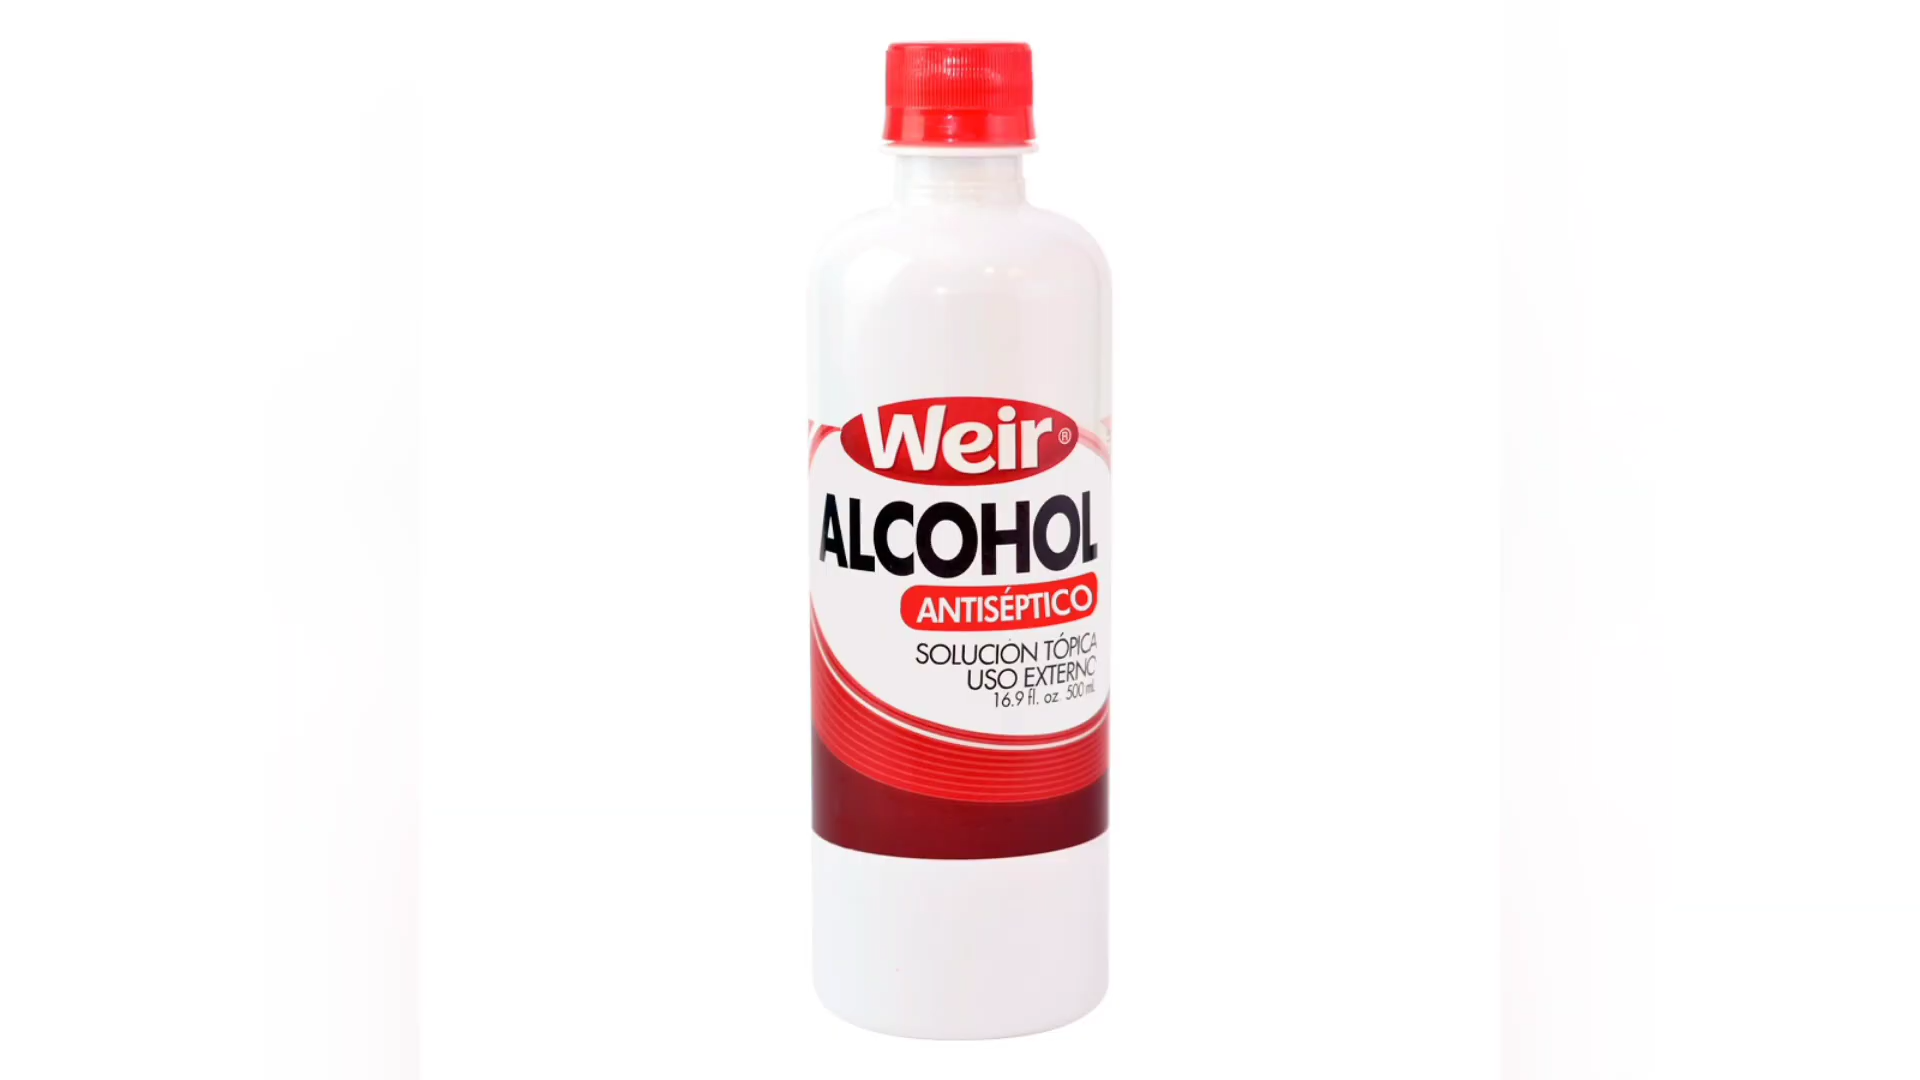 Weir®
ALCOHOL
ANTISÉPTICO
SOLUCIÓN TÓPICA
USO EXTERNO
16.9 fl. oz. 500 mL